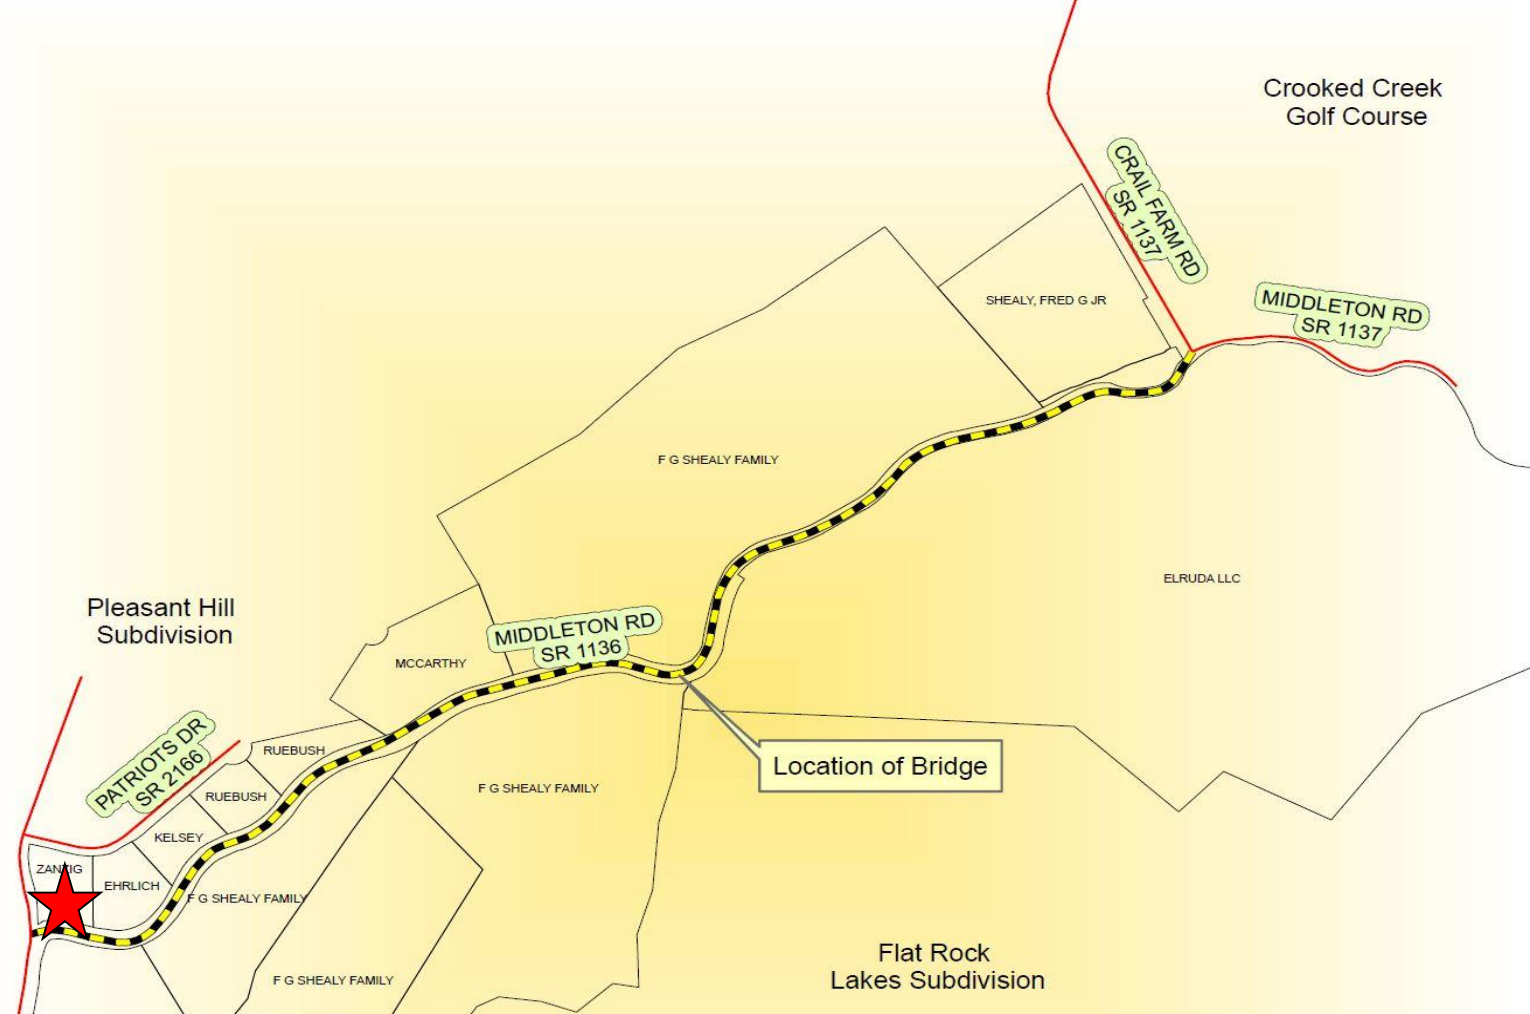 Crooked Creek
Golf Course
CRAIL FARM RD
SR 1137
MIDDLETON RD
SR 1137
SHEALY, FRED G JR
F G SHEALY FAMILY
ELRUDA LLC
Pleasant Hill
Subdivision
MIDDLETON RD
SR 1136
MCCARTHY
PATRIOTS DR
SR 2166
RUEBUSH
Location of Bridge
F G SHEALY FAMILY
RUEBUSH
KELSEY
ZANZIG
EHRLICH
F G SHEALY FAMILY
Flat Rock
Lakes Subdivision
F G SHEALY FAMILY